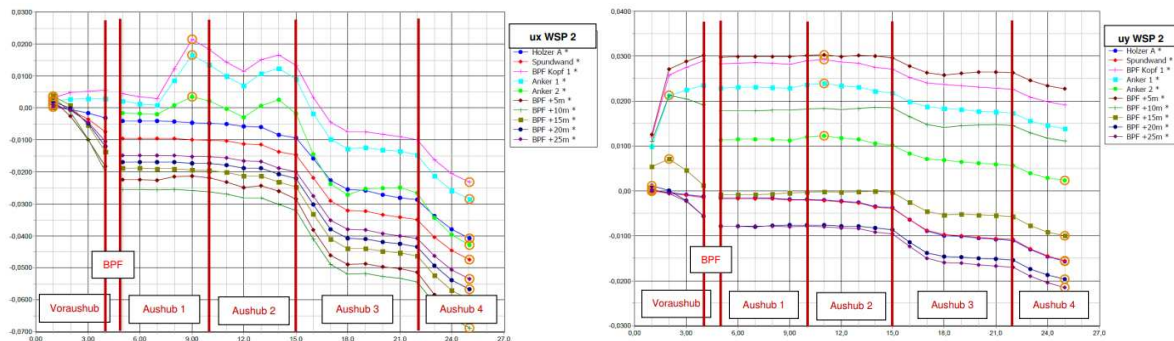 0,0300
0,0200
0,0100
0,00
-0,0100
-0,0200
-0,0300
-0,0400
-0,0500
-0,0600
-0,0700
0,00 3,00 6,0 9,0 12,0 15,0 18,0 21,0 24,0 27,0
BPF
Voraushub
Aushub 1
Aushub 2
Aushub 3
Aushub 4
ux WSP 2
Holzer A *
Spundwand *
BPF Kopf 1 *
Anker 1 *
Anker 2 *
BPF +5m *
BPF +10m *
BPF +15m *
BPF +20m *
BPF +25m *
0,0400
0,0300
0,0200
0,0100
0,00
-0,0100
-0,0200
-0,0300
0,00 3,00 6,0 9,0 12,0 15,0 18,0 21,0 24,0 27,0
BPF
Voraushub
Aushub 1
Aushub 2
Aushub 3
Aushub 4
uy WSP 2
Holzer A *
Spundwand *
BPF Kopf 1 *
Anker 1 *
Anker 2 *
BPF +5m *
BPF +10m *
BPF +15m *
BPF +20m *
BPF +25m *